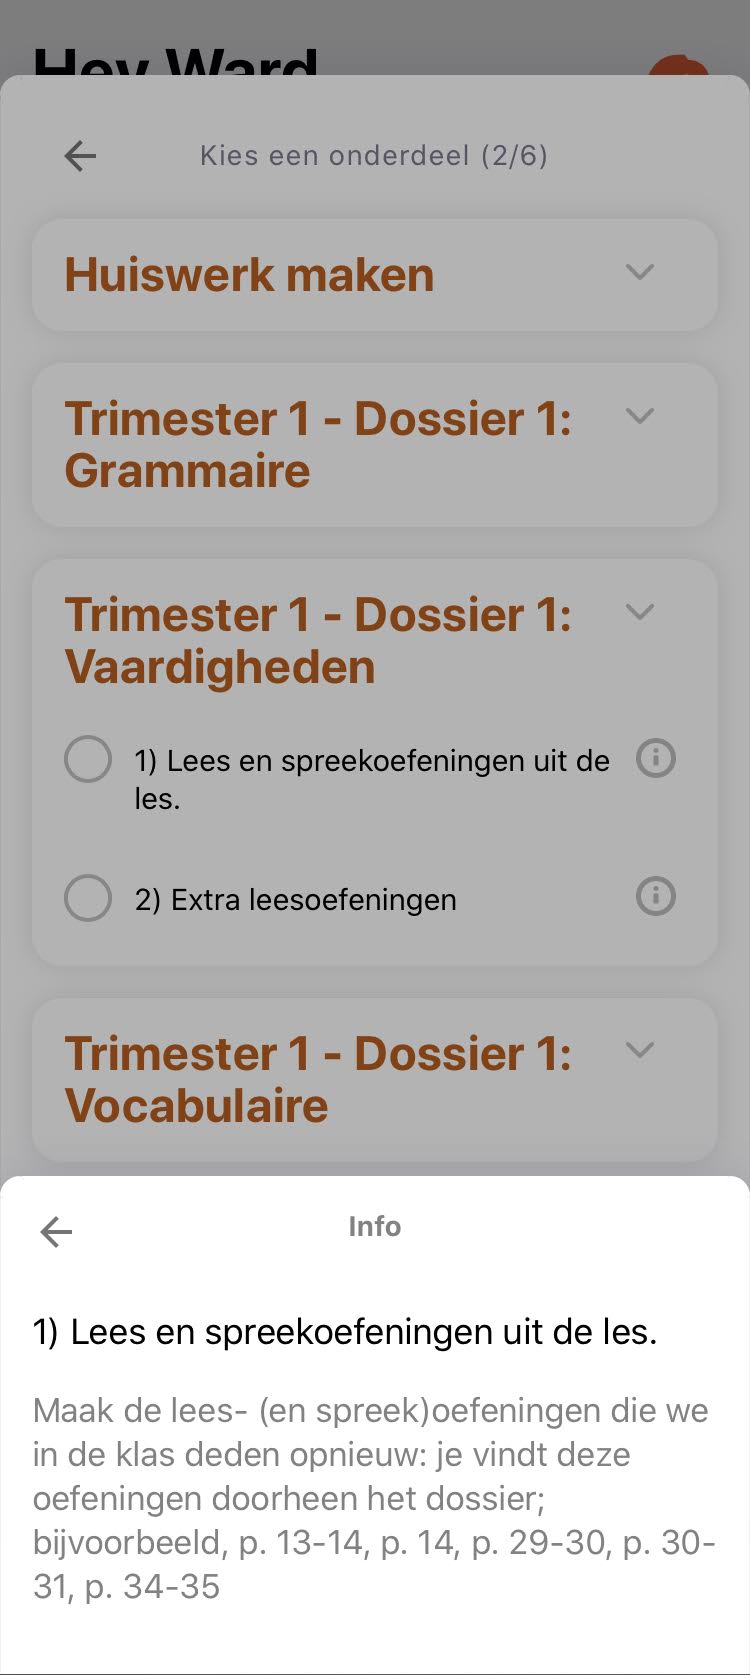 Hey Ward
Kies een onderdeel (2/6)
Huiswerk maken
Trimester 1 - Dossier 1:
Grammaire
Trimester 1 - Dossier 1:
Vaardigheden
1) Lees en spreekoefeningen uit de
les.
2) Extra leesoefeningen
Trimester 1 - Dossier 1:
Vocabulaire
Info
1) Lees en spreekoefeningen uit de les.
Maak de lees- (en spreek)oefeningen die we
in de klas deden opnieuw: je vindt deze
oefeningen doorheen het dossier;
bijvoorbeeld, p. 13-14, p. 14, p. 29-30, p. 30-
31, p. 34-35